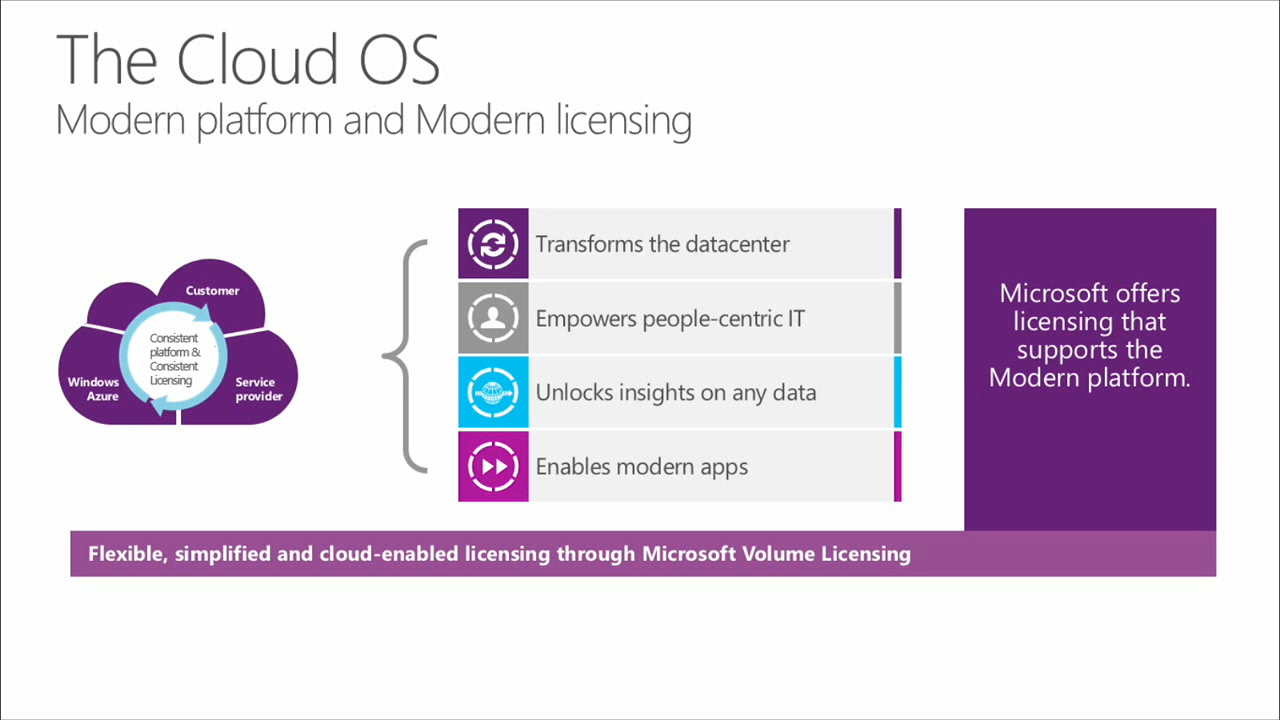 The Cloud OS
Modern platform and Modern licensing
Customer
Consistent
platform &
Consistent
Licensing
Windows
Azure
Service
provider
Transforms the datacenter
Empowers people-centric IT
Unlocks insights on any data
Enables modern apps
Microsoft offers
licensing that
supports the
Modern platform.
Flexible, simplified and cloud-enabled licensing through Microsoft Volume Licensing